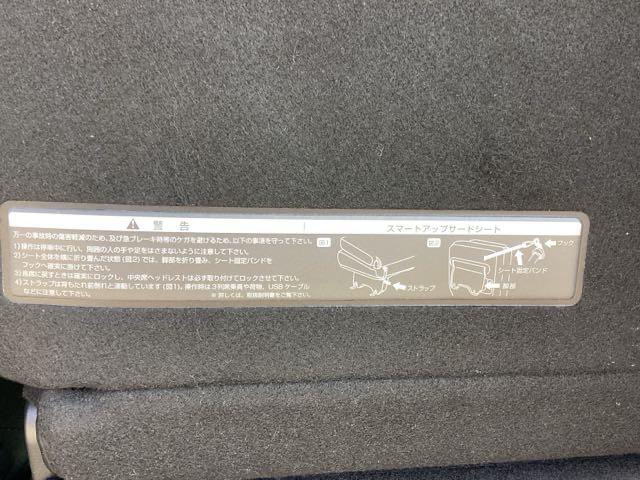 警 告
スマートアップサードシート
万一の事故時の傷害軽減のため、及び急ブレーキ時等のケガを避けるため、以下の事項を守って下さい。
1)操作は停車中に行い、周囲の人の手や足をはさまないように注意して下さい。
2)シート全体を横に折り畳んだ状態(図2)では、脚部を折り畳み、シート固定バンドを
フックへ確実に掛けて下さい。
3)座席に戻すときは確実にロックし、中央席ヘッドレストは必ず取り付けてロックさせて下さい。
4)ストラップは背もたれ前倒れと連動しています(図1)。操作時は3列席乗員や荷物、USBケーブル
などに注意して下さい。
※ 詳しくは、取扱説明書をご覧下さい。
図1
ストラップ
図2
フック
シート固定バンド
脚部